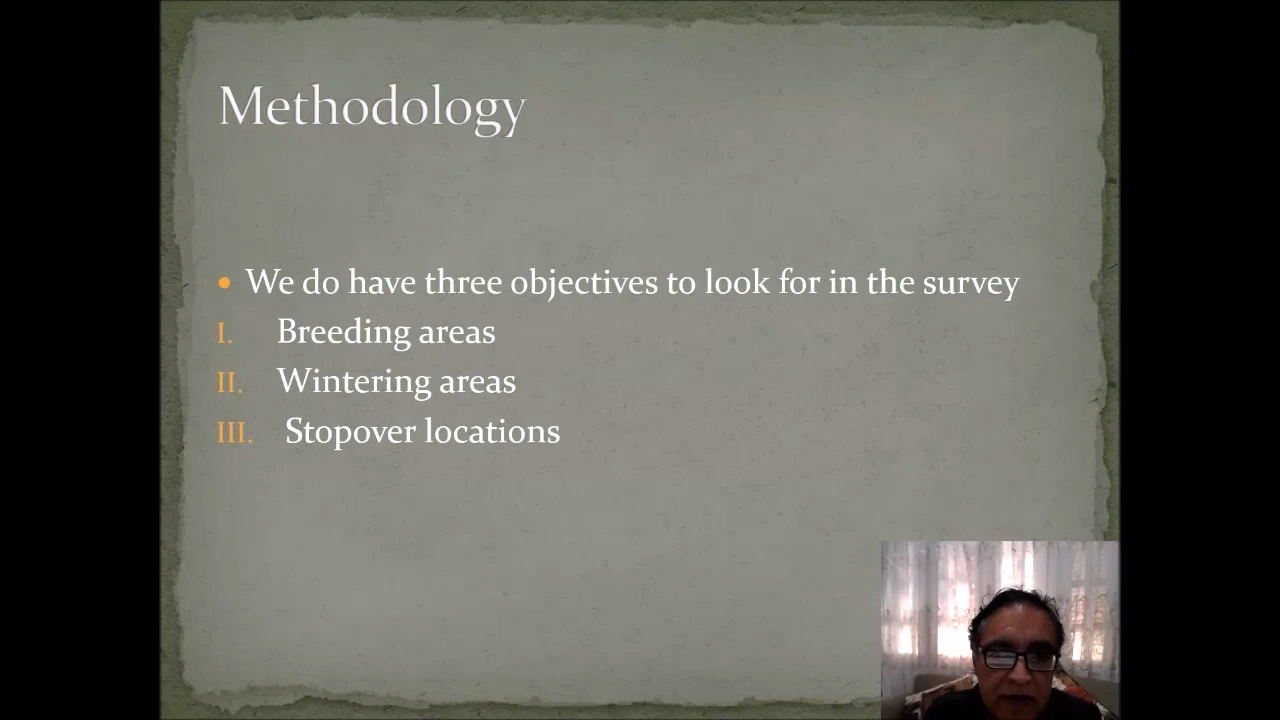 Methodology
• We do have three objectives to look for in the survey
I. Breeding areas
II. Wintering areas
III. Stopover locations